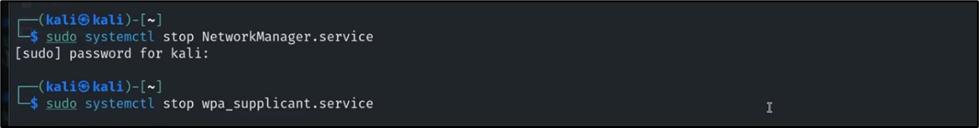 ┌──(kali㉿kali)-[~]
└─$ sudo systemctl stop NetworkManager.service
[sudo] password for kali:
┌──(kali㉿kali)-[~]
└─$ sudo systemctl stop wpa_supplicant.service